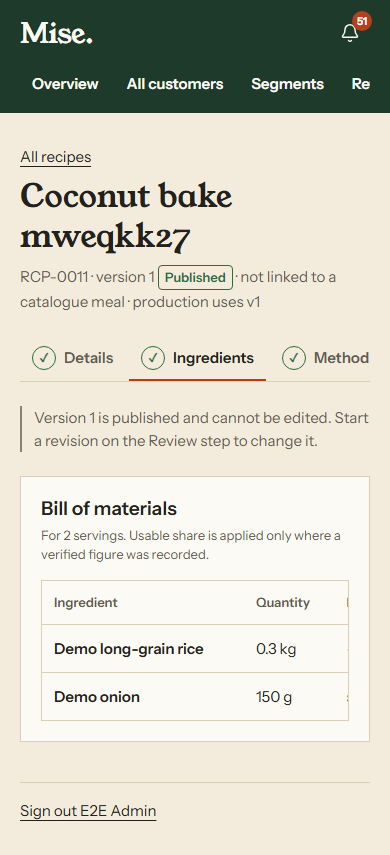 Mise.
51
Overview All customers Segments Re
All recipes
Coconut bake
mweqkk27
RCP-0011 · version 1 Published · not linked to a
catalogue meal · production uses v1
Details Ingredients Method
Version 1 is published and cannot be edited. Start
a revision on the Review step to change it.
Bill of materials
For 2 servings. Usable share is applied only where a
verified figure was recorded.
Ingredient Quantity
Demo long-grain rice 0.3 kg
Demo onion 150 g
Sign out E2E Admin